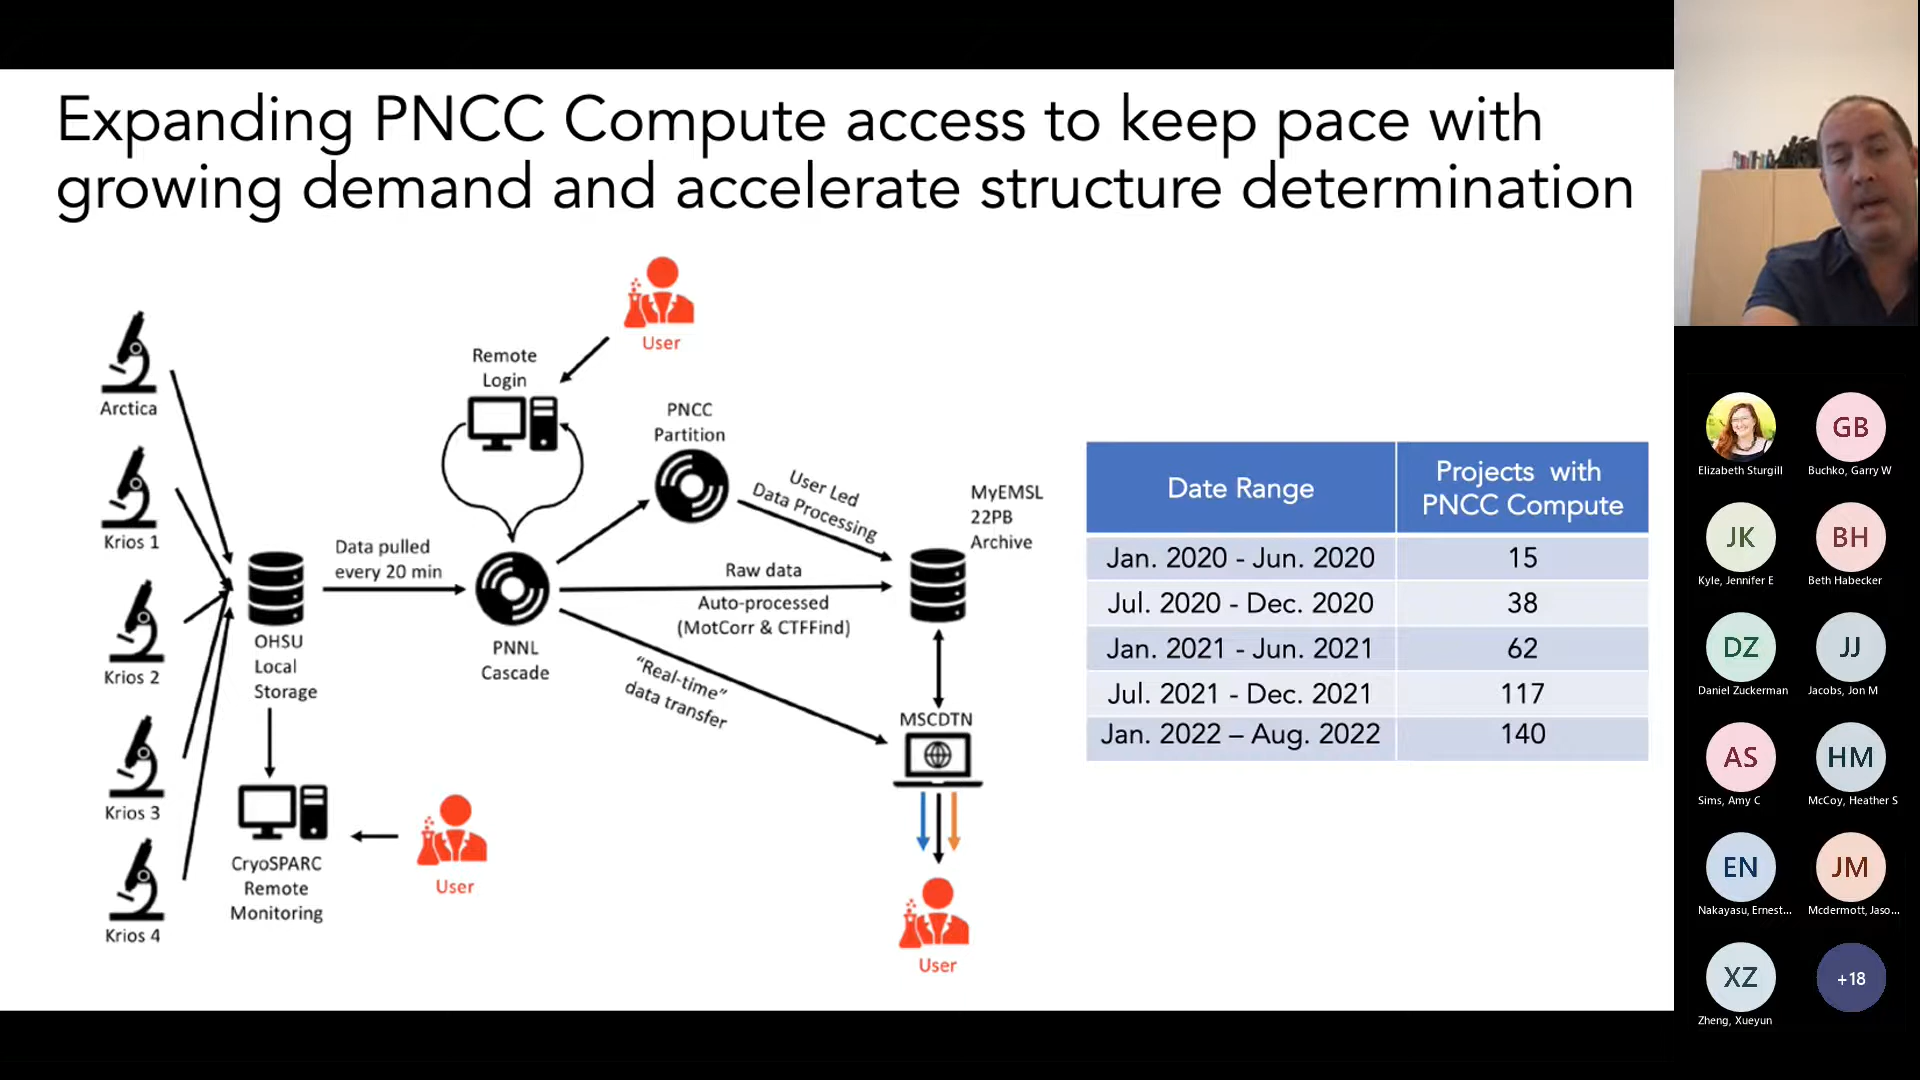 Expanding PNCC Compute access to keep pace with
growing demand and accelerate structure determination
Arctica
Krios 1
Krios 2
Krios 3
Krios 4
OHSU
Local
Storage
CryoSPARC
Remote
Monitoring
User
Data pulled
every 20 min
Remote
Login
User
PNNL
Cascade
PNCC
Partition
User Led
Data Processing
Raw data
Auto-processed
(MotCorr & CTFFind)
"Real-time"
data transfer
MyEMSL
22PB
Archive
MSCDTN
User
Date Range
Projects with
PNCC Compute
Jan. 2020 - Jun. 2020
15
Jul. 2020 - Dec. 2020
38
Jan. 2021 - Jun. 2021
62
Jul. 2021 - Dec. 2021
117
Jan. 2022 – Aug. 2022
140
Elizabeth Sturgill
GB
Buchko, Garry W
JK
Kyle, Jennifer E
BH
Beth Habecker
DZ
Daniel Zuckerman
JJ
Jacobs, Jon M
AS
Sims, Amy C
HM
McCoy, Heather S
EN
Nakayasu, Ernest...
JM
Mcdermott, Jaso...
XZ
Zheng, Xueyun
+18